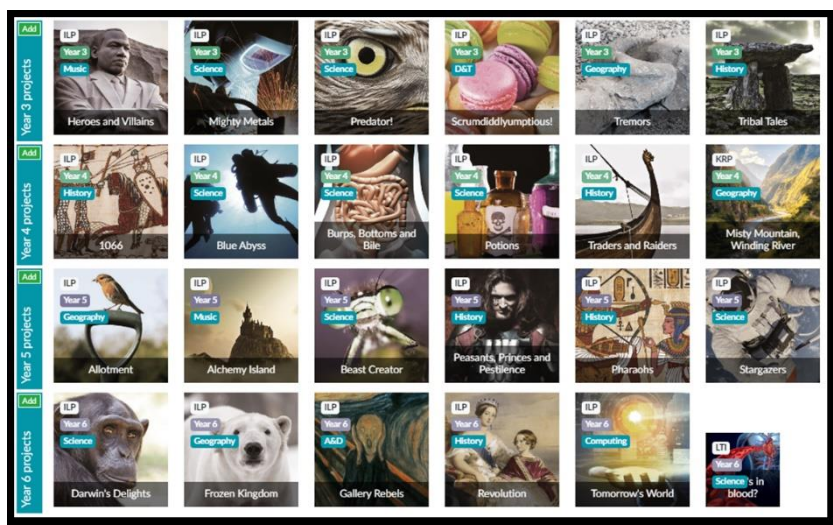 Add
Year 3 projects
ILP
Year 3
Music
Heroes and Villains
ILP
Year 3
Science
Mighty Metals
ILP
Year 3
Science
Predator!
ILP
Year 3
D&T
Scrumdiddlyumptious!
ILP
Year 3
Geography
Tremors
ILP
Year 3
History
Tribal Tales
Add
Year 4 projects
ILP
Year 4
History
1066
ILP
Year 4
Science
Blue Abyss
ILP
Year 4
Science
Burps, Bottoms and
Bile
ILP
Year 4
Science
Potions
ILP
Year 4
History
Traders and Raiders
KRP
Year 4
Geography
Misty Mountain,
Winding River
Add
Year 5 projects
ILP
Year 5
Geography
Allotment
ILP
Year 5
Music
Alchemy Island
ILP
Year 5
Science
Beast Creator
ILP
Year 5
History
Peasants, Princes and
Pestilence
ILP
Year 5
History
Pharaohs
ILP
Year 5
Science
Stargazers
Add
Year 6 projects
ILP
Year 6
Science
Darwin's Delights
ILP
Year 6
Geography
Frozen Kingdom
ILP
Year 6
A&D
Gallery Rebels
ILP
Year 6
History
Revolution
ILP
Year 6
Computing
Tomorrow's World
LTI
Year 6
Science
's in
blood?